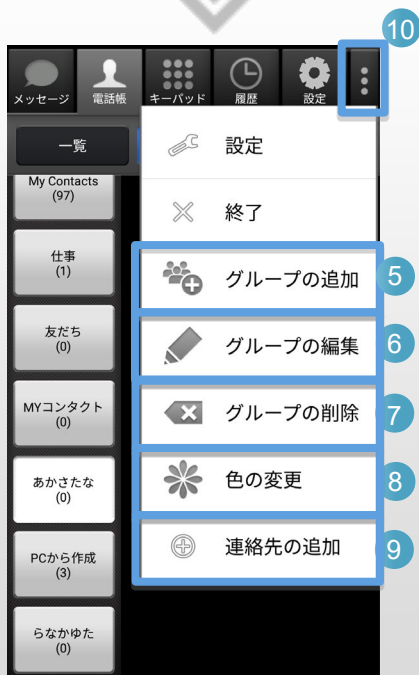 10
メッセージ 電話帳 キーパッド 履歴 設定
一覧
設定
終了
グループの追加 5
グループの編集 6
グループの削除 7
色の変更 8
連絡先の追加 9
My Contacts
(97)
仕事
(1)
友だち
(0)
MYコンタクト
(0)
あかさたな
(0)
PCから作成
(3)
らなかゆた
(0)